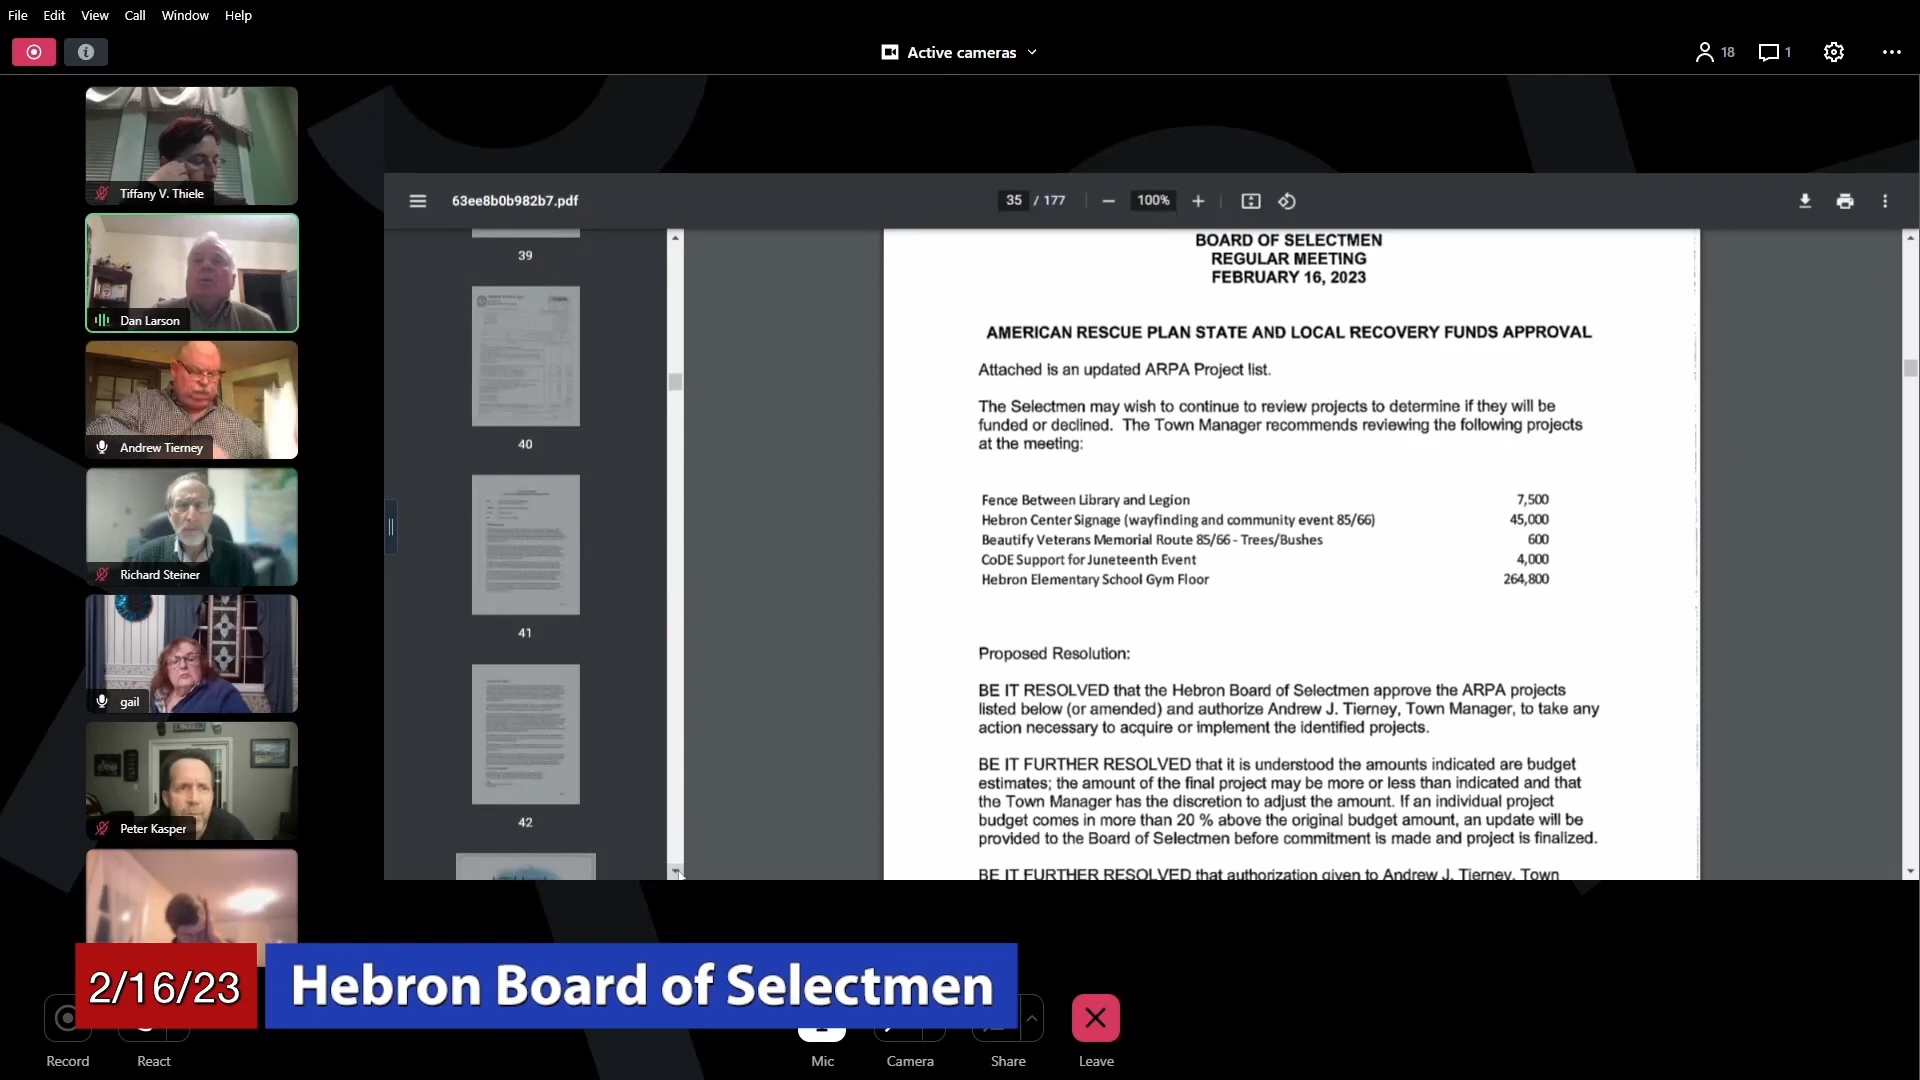 File Edit View Call Window Help
Active cameras
18
1
Tiffany V. Thiele
Dan Larson
Andrew Tierney
Richard Steiner
gail
Peter Kasper
63ee8b0b982b7.pdf
35 / 177
100%
39
40
41
42
BOARD OF SELECTMEN
REGULAR MEETING
FEBRUARY 16, 2023
AMERICAN RESCUE PLAN STATE AND LOCAL RECOVERY FUNDS APPROVAL
Attached is an updated ARPA Project list.
The Selectmen may wish to continue to review projects to determine if they will be
funded or declined. The Town Manager recommends reviewing the following projects
at the meeting:
Fence Between Library and Legion 7,500
Hebron Center Signage (wayfinding and community event 85/66) 45,000
Beautify Veterans Memorial Route 85/66 - Trees/Bushes 600
CoDE Support for Juneteenth Event 4,000
Hebron Elementary School Gym Floor 264,800
Proposed Resolution:
BE IT RESOLVED that the Hebron Board of Selectmen approve the ARPA projects
listed below (or amended) and authorize Andrew J. Tierney, Town Manager, to take any
action necessary to acquire or implement the identified projects.
BE IT FURTHER RESOLVED that it is understood the amounts indicated are budget
estimates; the amount of the final project may be more or less than indicated and that
the Town Manager has the discretion to adjust the amount. If an individual project
budget comes in more than 20 % above the original budget amount, an update will be
provided to the Board of Selectmen before commitment is made and project is finalized.
BE IT FURTHER RESOLVED that authorization given to Andrew J. Tierney, Town
2/16/23
Hebron Board of Selectmen
Record
React
Mic
Camera
Share
Leave